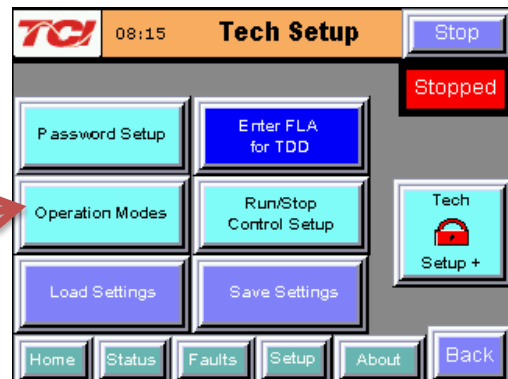 TCI 08:15 Tech Setup Stop
Stopped
Password Setup
Enter FLA
for TDD
Operation Modes
Run/Stop
Control Setup
Tech
Setup +
Load Settings
Save Settings
Home Status Faults Setup About Back